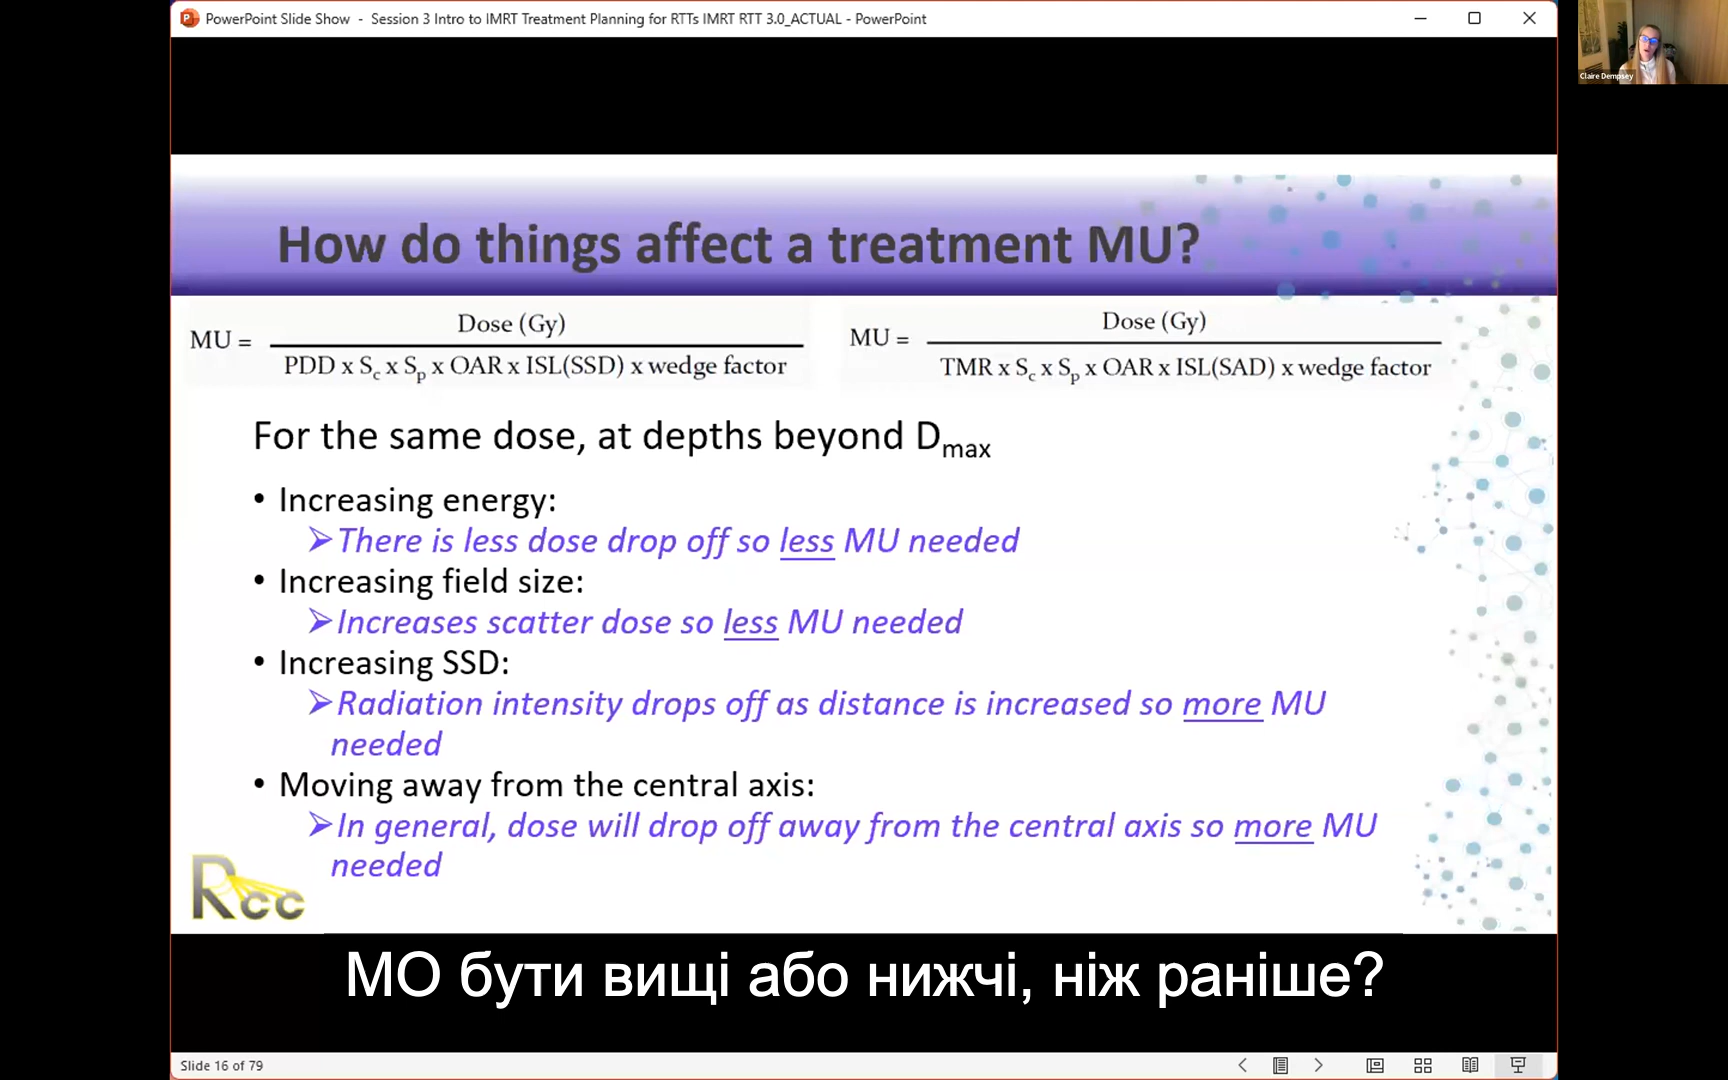 PowerPoint Slide Show - Session 3 Intro to IMRT Treatment Planning for RTTs IMRT RTT 3.0_ACTUAL - PowerPoint
Claire Dempsey
How do things affect a treatment MU?
MU = Dose (Gy)
PDD x Sc x Sp x OAR x ISL(SSD) x wedge factor
MU = Dose (Gy)
TMR x Sc x Sp x OAR x ISL(SAD) x wedge factor
For the same dose, at depths beyond Dmax
• Increasing energy:
➢There is less dose drop off so less MU needed
• Increasing field size:
➢Increases scatter dose so less MU needed
• Increasing SSD:
➢Radiation intensity drops off as distance is increased so more MU
needed
• Moving away from the central axis:
➢In general, dose will drop off away from the central axis so more MU
needed
Rcc
МО бути вищі або нижчі, ніж раніше?
Slide 16 of 79